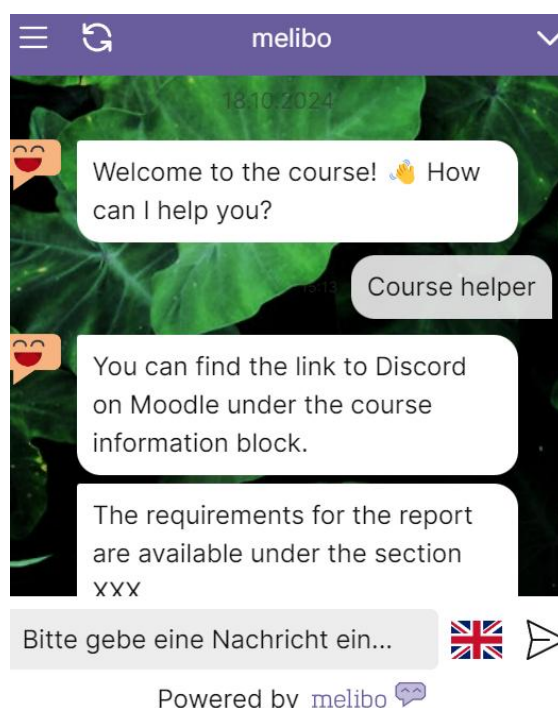 melibo
18.10.2024
Welcome to the course! 👋 How
can I help you?
15:13
Course helper
You can find the link to Discord
on Moodle under the course
information block.
The requirements for the report
are available under the section
XXX
Bitte gebe eine Nachricht ein...
Powered by melibo